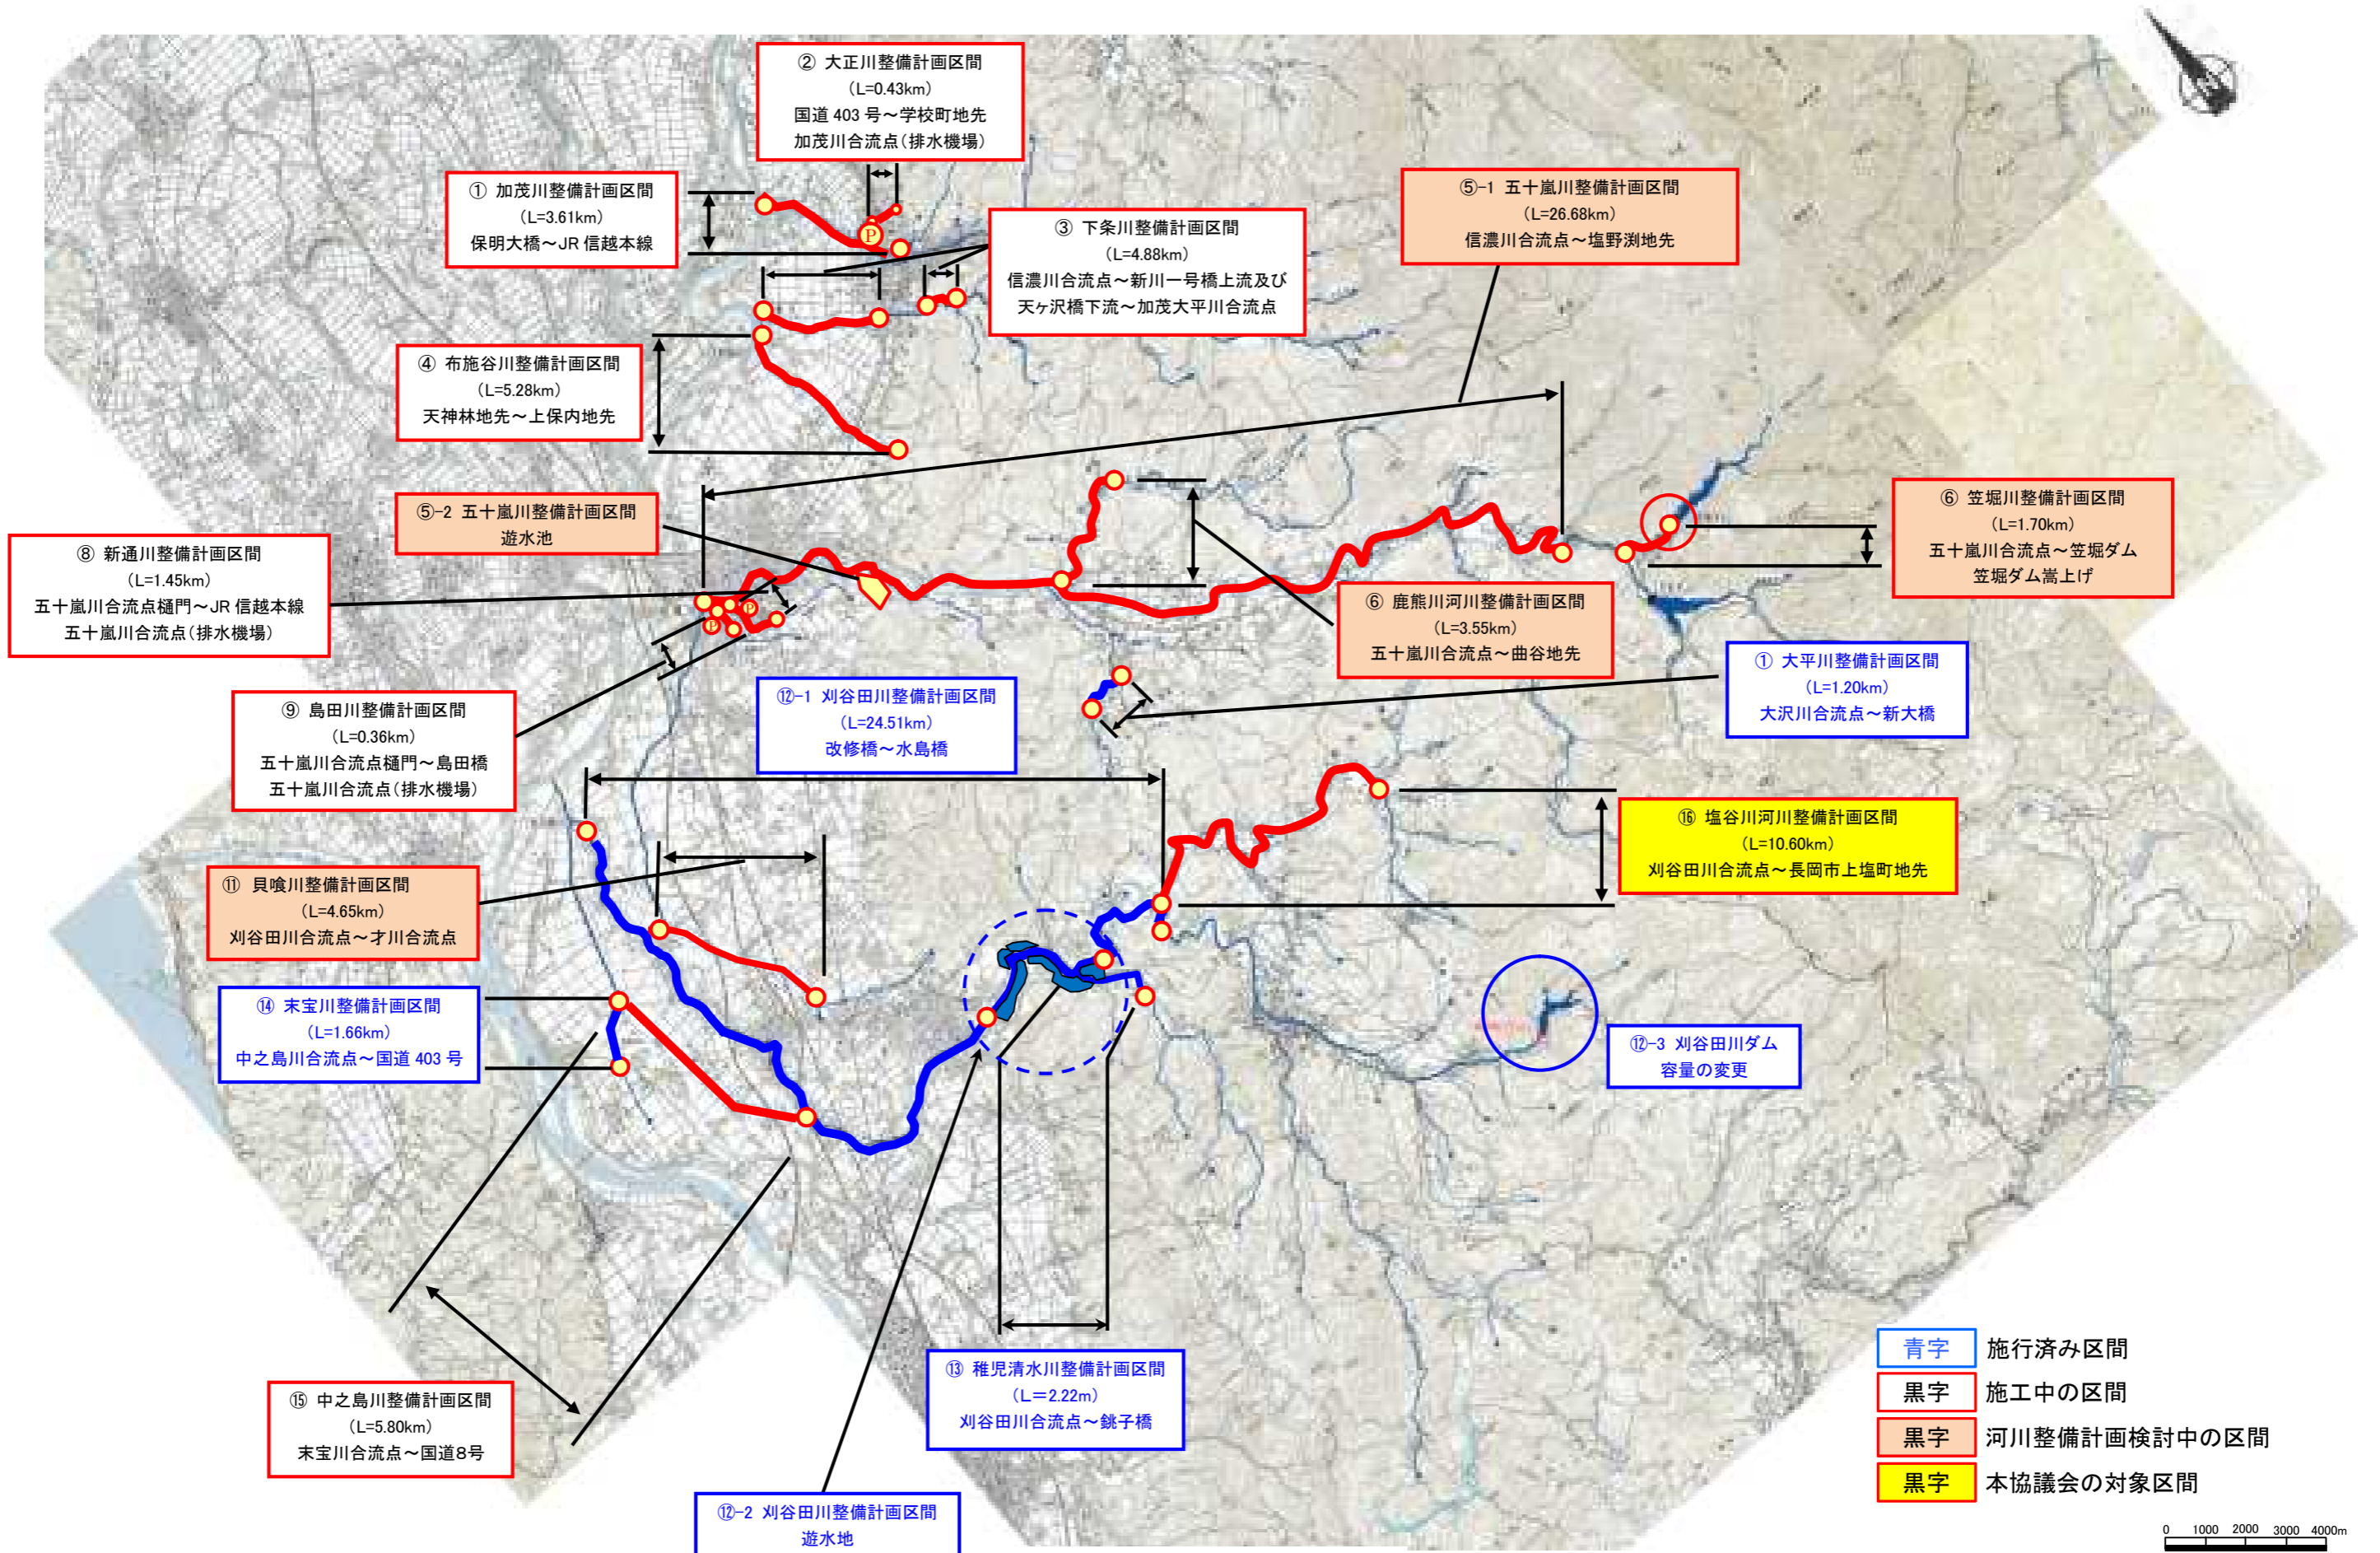 ② 大正川整備計画区間
(L=0.43km)
国道 403 号～学校町地先
加茂川合流点(排水機場)
① 加茂川整備計画区間
(L=3.61km)
保明大橋～JR 信越本線
P
③ 下条川整備計画区間
(L=4.88km)
信濃川合流点～新川一号橋上流及び
天ヶ沢橋下流～加茂大平川合流点
⑤-1 五十嵐川整備計画区間
(L=26.68km)
信濃川合流点～塩野渕地先
④ 布施谷川整備計画区間
(L=5.28km)
天神林地先～上保内地先
⑤-2 五十嵐川整備計画区間
遊水池
⑥ 笠堀川整備計画区間
(L=1.70km)
五十嵐川合流点～笠堀ダム
笠堀ダム嵩上げ
⑧ 新通川整備計画区間
(L=1.45km)
五十嵐川合流点樋門～JR 信越本線
五十嵐川合流点(排水機場)
P
P
⑥ 鹿熊川河川整備計画区間
(L=3.55km)
五十嵐川合流点～曲谷地先
① 大平川整備計画区間
(L=1.20km)
大沢川合流点～新大橋
⑨ 島田川整備計画区間
(L=0.36km)
五十嵐川合流点樋門～島田橋
五十嵐川合流点(排水機場)
⑫-1 刈谷田川整備計画区間
(L=24.51km)
改修橋～水島橋
⑯ 塩谷川河川整備計画区間
(L=10.60km)
刈谷田川合流点～長岡市上塩町地先
⑪ 貝喰川整備計画区間
(L=4.65km)
刈谷田川合流点～才川合流点
⑭ 末宝川整備計画区間
(L=1.66km)
中之島川合流点～国道 403 号
⑫-3 刈谷田川ダム
容量の変更
⑬ 稚児清水川整備計画区間
(L=2.22m)
刈谷田川合流点～銚子橋
⑮ 中之島川整備計画区間
(L=5.80km)
末宝川合流点～国道8号
⑫-2 刈谷田川整備計画区間
遊水地
青字 施行済み区間
黒字 施工中の区間
黒字 河川整備計画検討中の区間
黒字 本協議会の対象区間
0 1000 2000 3000 4000m